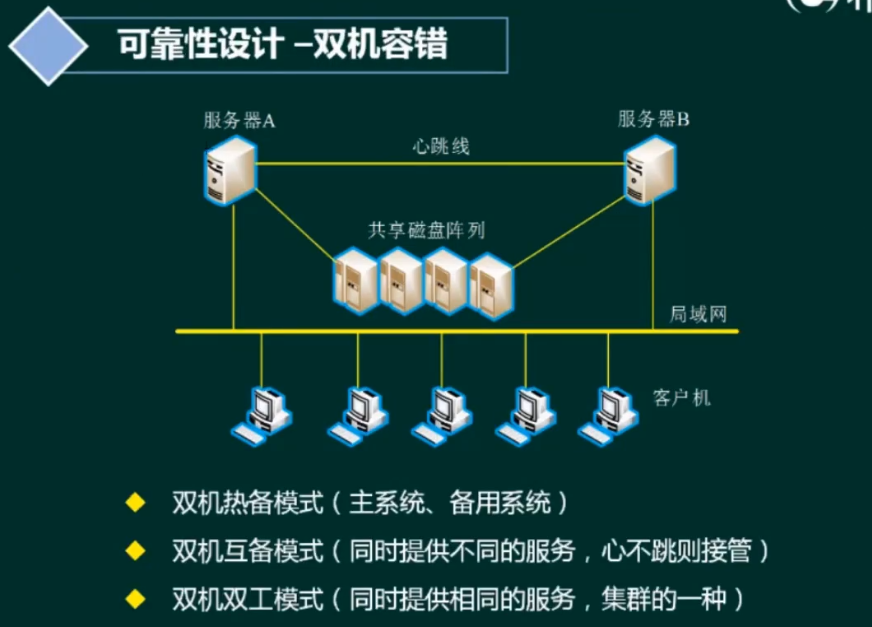 可靠性设计 –双机容错
服务器A
服务器B
心跳线
共享磁盘阵列
局域网
客户机
双机热备模式（主系统、备用系统）
双机互备模式（同时提供不同的服务，心不跳则接管）
双机双工模式（同时提供相同的服务，集群的一种）